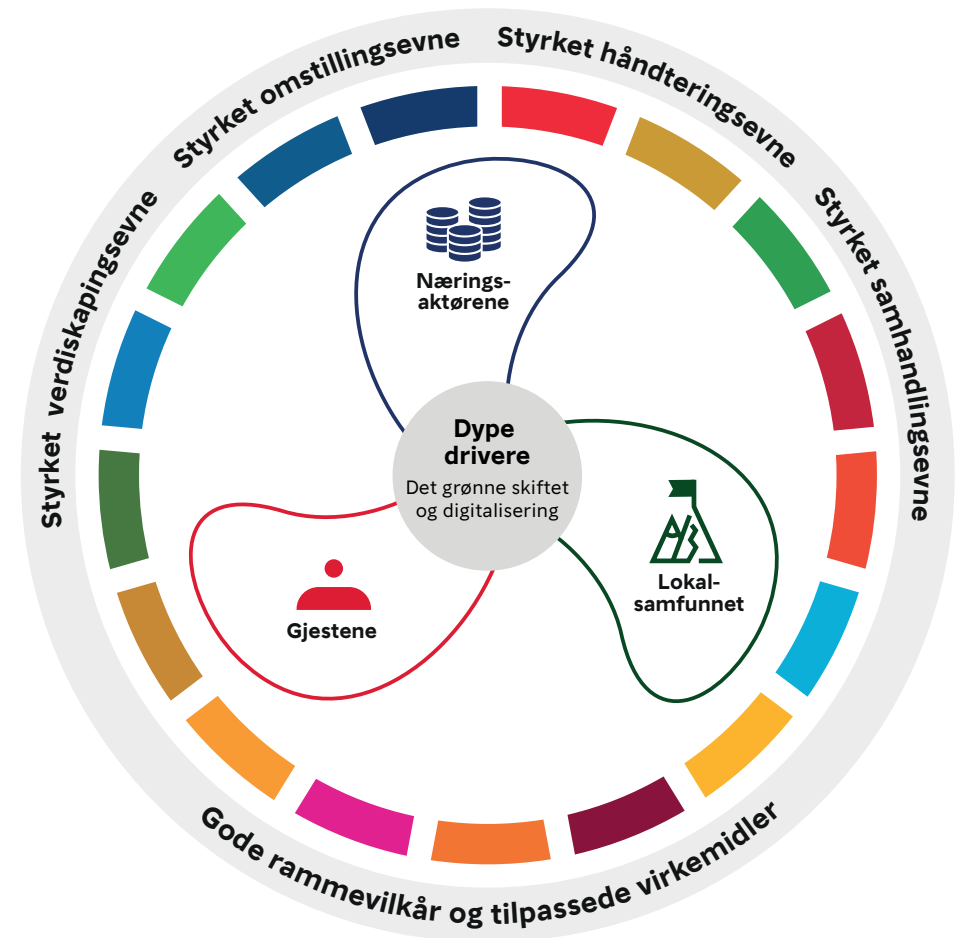 Styrket omstillingsevne
Styrket håndteringsevne
Styrket verdiskapingsevne
Styrket samhandlingsevne
Nærings-
aktørene
Dype
drivere
Det grønne skiftet
og digitalisering
Lokal-
samfunnet
Gjestene
Gode rammevilkår og tilpassede virkemidler